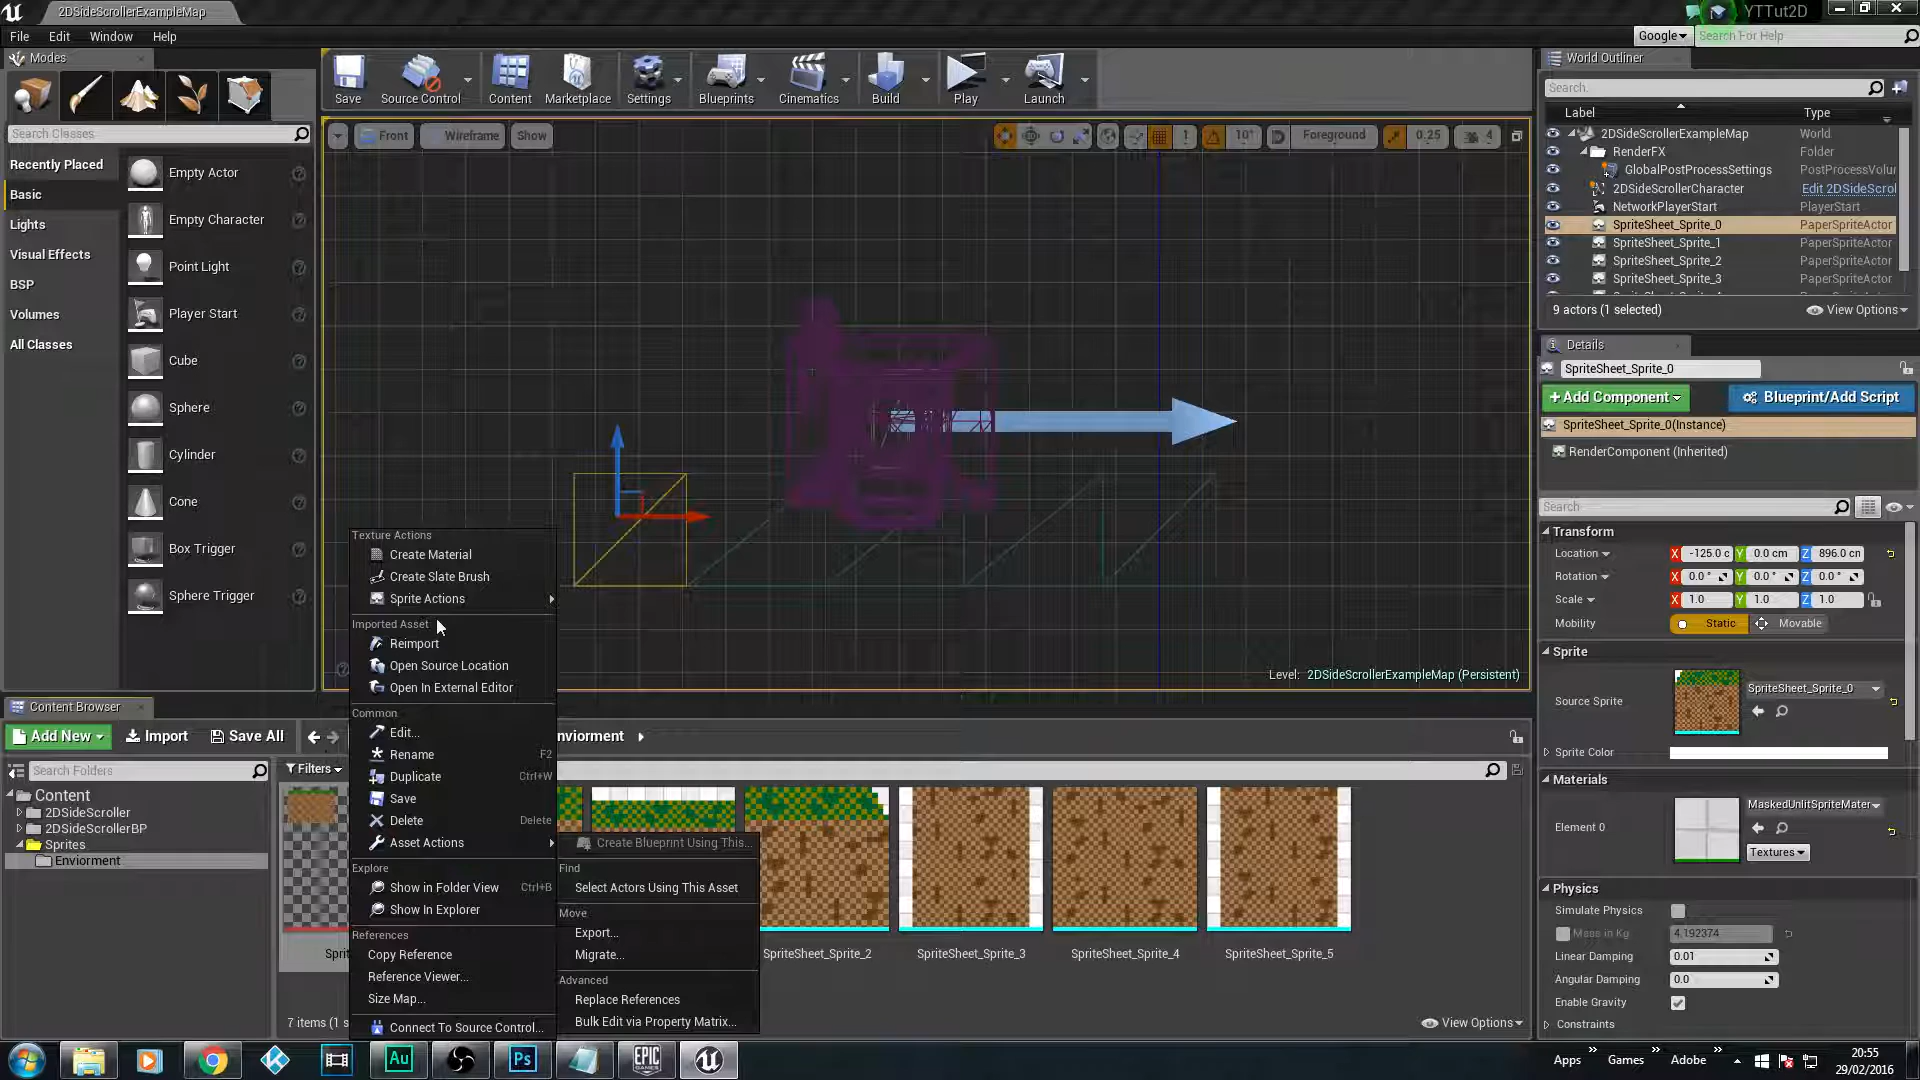 2DSideScrollerExampleMap
YTTut2D
File
Edit
Window
Help
Google
Search For Help
Modes
Search Classes
Recently Placed
Basic
Lights
Visual Effects
BSP
Volumes
All Classes
Empty Actor
Empty Character
Point Light
Player Start
Cube
Sphere
Cylinder
Cone
Box Trigger
Sphere Trigger
Save
Source Control
Content
Marketplace
Settings
Blueprints
Cinematics
Build
Play
Launch
Front
Wireframe
Show
1
10°
Foreground
0.25
4
Level: 2DSideScrollerExampleMap (Persistent)
Texture Actions
Create Material
Create Slate Brush
Sprite Actions
Imported Asset
Reimport
Open Source Location
Open In External Editor
Common
Edit...
Rename F2
Duplicate Ctrl+W
Save
Delete Delete
Asset Actions
Explore
Show in Folder View Ctrl+B
Show In Explorer
References
Copy Reference
Reference Viewer...
Size Map...
Connect To Source Control...
Create Blueprint Using This...
Find
Select Actors Using This Asset
Move
Export...
Migrate...
Advanced
Replace References
Bulk Edit via Property Matrix...
World Outliner
Search.
Label
Type
2DSideScrollerExampleMap World
RenderFX Folder
GlobalPostProcessSettings PostProcessVolur
2DSideScrollerCharacter Edit 2DSideScrol
NetworkPlayerStart PlayerStart
SpriteSheet_Sprite_0 PaperSpriteActor
SpriteSheet_Sprite_1 PaperSpriteActor
SpriteSheet_Sprite_2 PaperSpriteActor
SpriteSheet_Sprite_3 PaperSpriteActor
9 actors (1 selected)
View Options
Details
SpriteSheet_Sprite_0
+Add Component
Blueprint/Add Script
SpriteSheet_Sprite_0(Instance)
RenderComponent (Inherited)
Search
Transform
Location X -125.0 c Y 0.0 cm Z 896.0 cm
Rotation X 0.0° Y 0.0° Z 0.0°
Scale X 1.0 Y 1.0 Z 1.0
Mobility Static Movable
Sprite
Source Sprite SpriteSheet_Sprite_0
Sprite Color
Materials
Element 0 MaskedUnlitSpriteMater
Textures
Physics
Simulate Physics
Mass in Kg 4.192374
Linear Damping 0.01
Angular Damping 0.0
Enable Gravity
Constraints
Content Browser
Add New
Import
Save All
nviorment
Search Folders
Filters
Content
2DSideScroller
2DSideScrollerBP
Sprites
Enviorment
Sprit
SpriteSheet_Sprite_2
SpriteSheet_Sprite_3
SpriteSheet_Sprite_4
SpriteSheet_Sprite_5
7 items (1 s
View Options
Au
Ps
EPIC
GAMES
Apps
Games
Adobe
20:55
29/02/2016